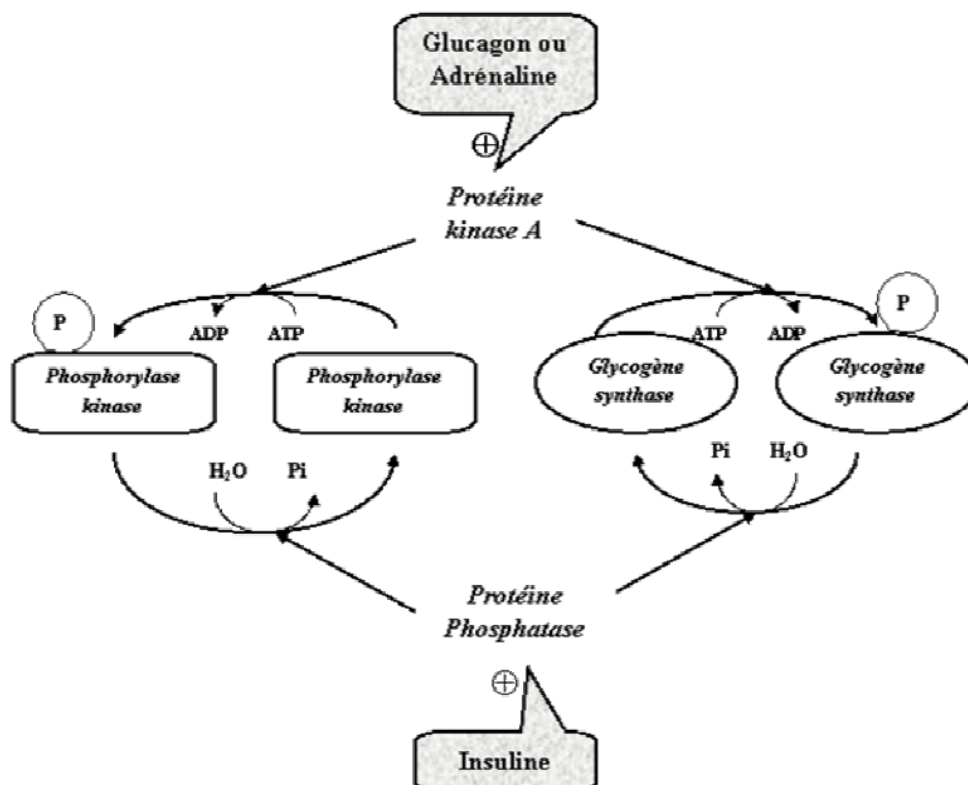 Glucagon ou
Adrénaline
Protéine
kinase A
P
ADP
ATP
Phosphorylase
kinase
Phosphorylase
kinase
P
ATP
ADP
Glycogène
synthase
Glycogène
synthase
H₂O
Pi
Pi
H₂O
Protéine
Phosphatase
Insuline